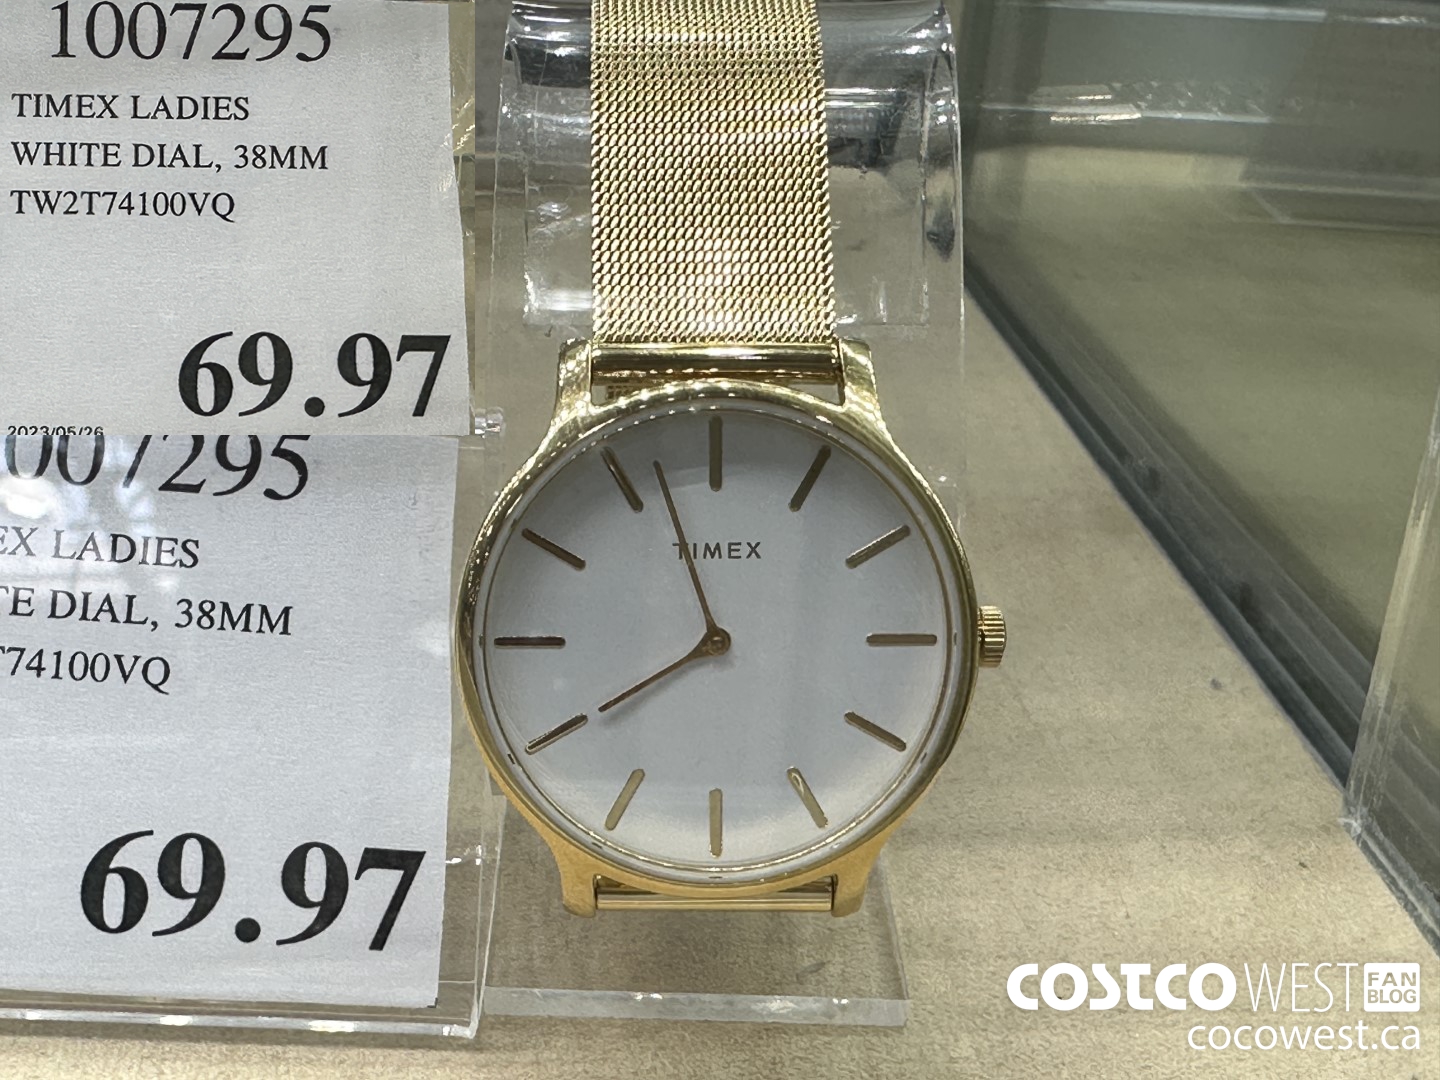 1007295
TIMEX LADIES
WHITE DIAL, 38MM
TW2T74100VQ
69.97
2023/05/26
007295
EX LADIES
TE DIAL, 38MM
T74100VQ
69.97
TIMEX
COSTCO WEST FAN BLOG
cocowest.ca